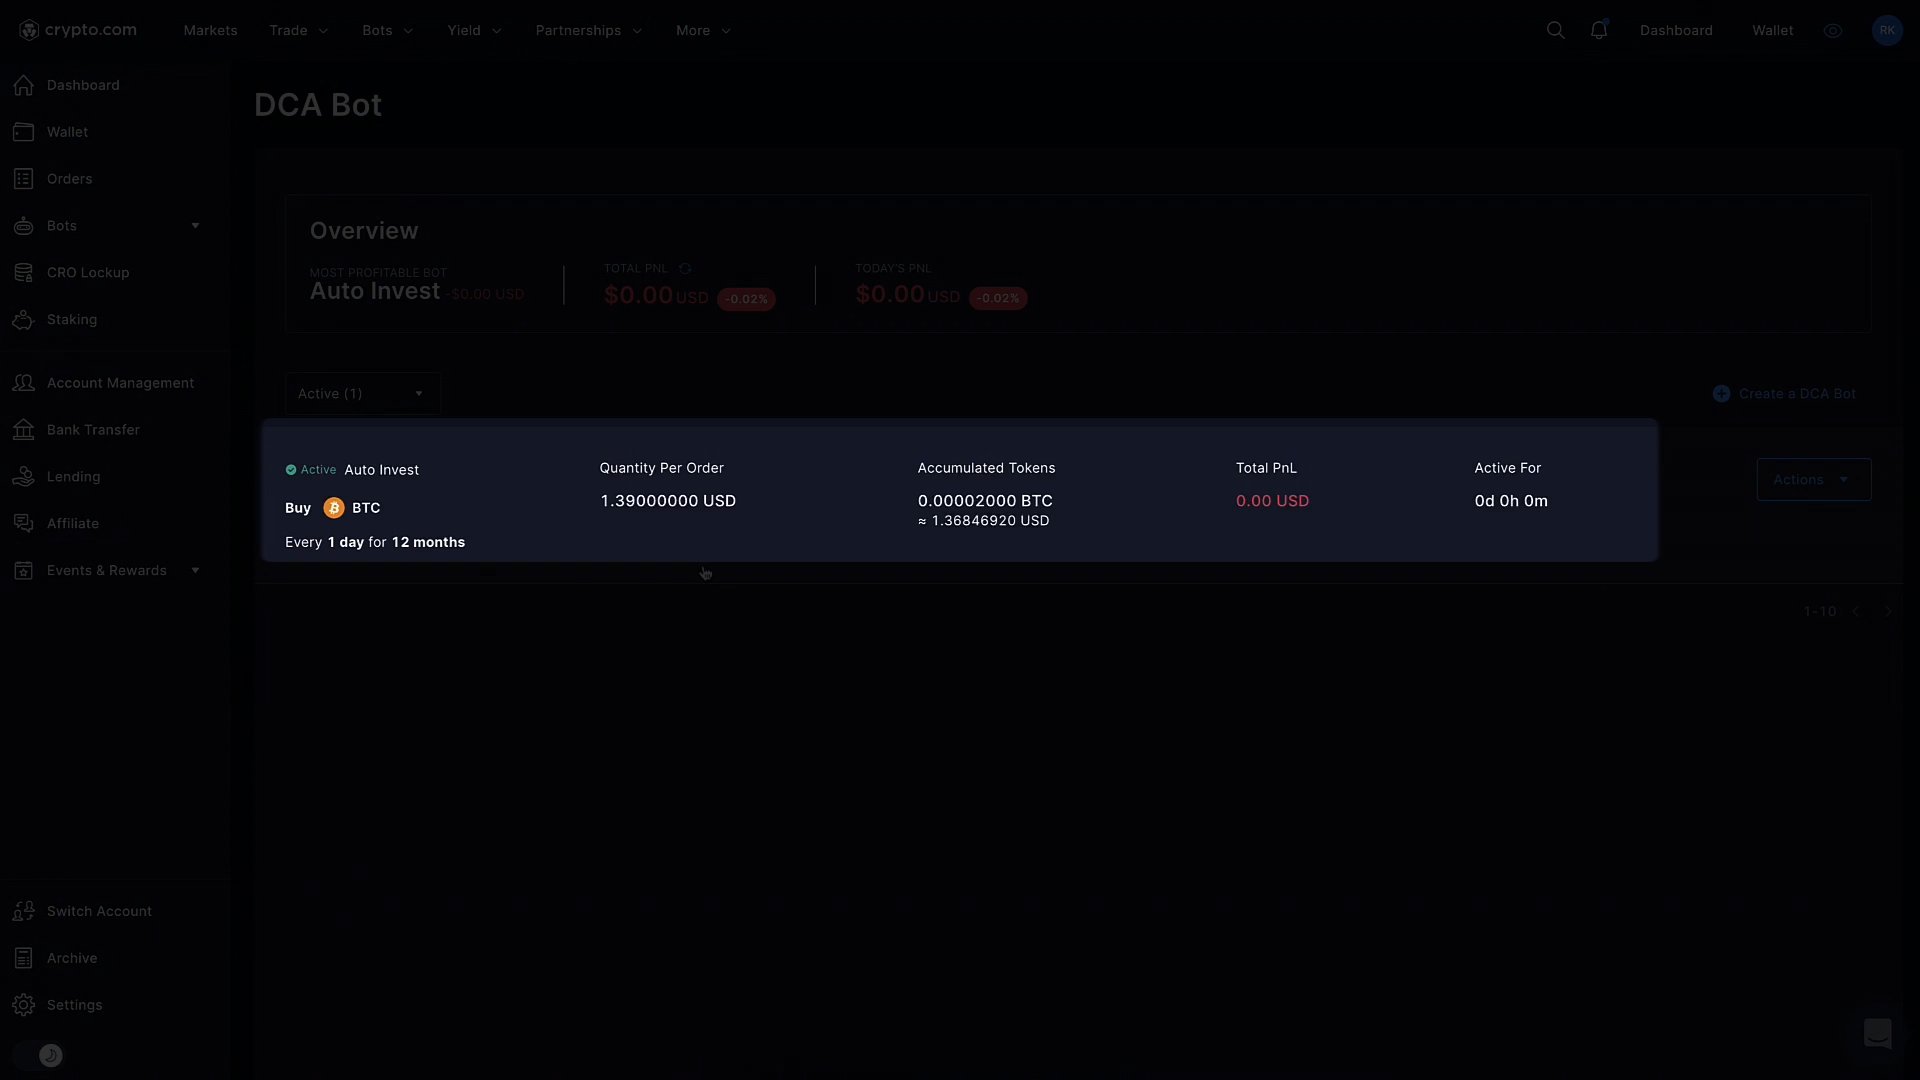 crypto.com
Markets
Trade
Bots
Yield
Partnerships
More
Dashboard
Wallet
RK
Dashboard
Wallet
Orders
Bots
CRO Lockup
Staking
Account Management
Bank Transfer
Lending
Affiliate
Events & Rewards
Switch Account
Archive
Settings
DCA Bot
Overview
MOST PROFITABLE BOT
Auto Invest -$0.00 USD
TOTAL PNL
$0.00 USD -0.02%
TODAY'S PNL
$0.00 USD -0.02%
Active (1)
Create a DCA Bot
Active Auto Invest
Buy BTC
Every 1 day for 12 months
Quantity Per Order
1.39000000 USD
Accumulated Tokens
0.00002000 BTC
≈ 1.36846920 USD
Total PnL
0.00 USD
Active For
0d 0h 0m
Actions
1-10